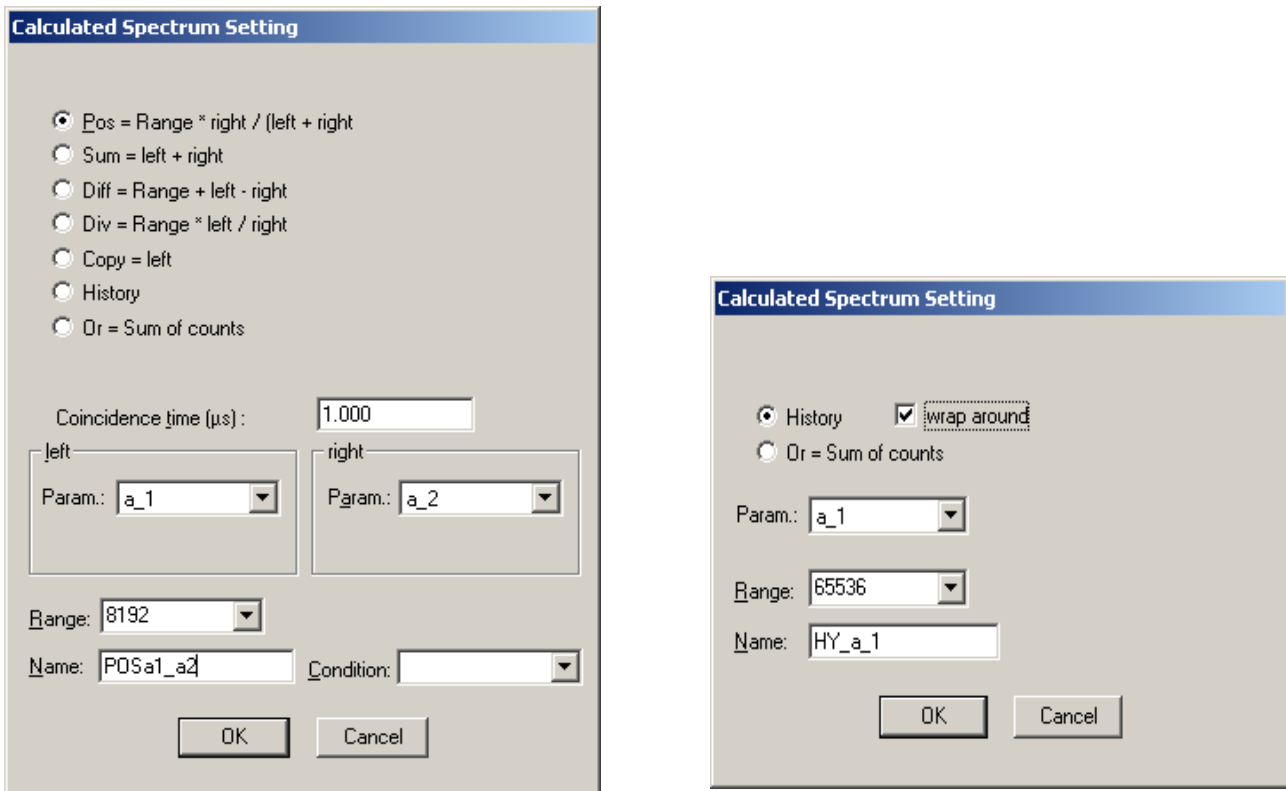 Calculated Spectrum Setting
Pos = Range * right / (left + right
Sum = left + right
Diff = Range + left - right
Div = Range * left / right
Copy = left
History
Or = Sum of counts
Coincidence time (µs) : 1.000
left
Param.: a_1
right
Param.: a_2
Range: 8192
Name: POSa1_a2
Condition:
OK
Cancel
Calculated Spectrum Setting
History
wrap around
Or = Sum of counts
Param.: a_1
Range: 65536
Name: HY_a_1
OK
Cancel